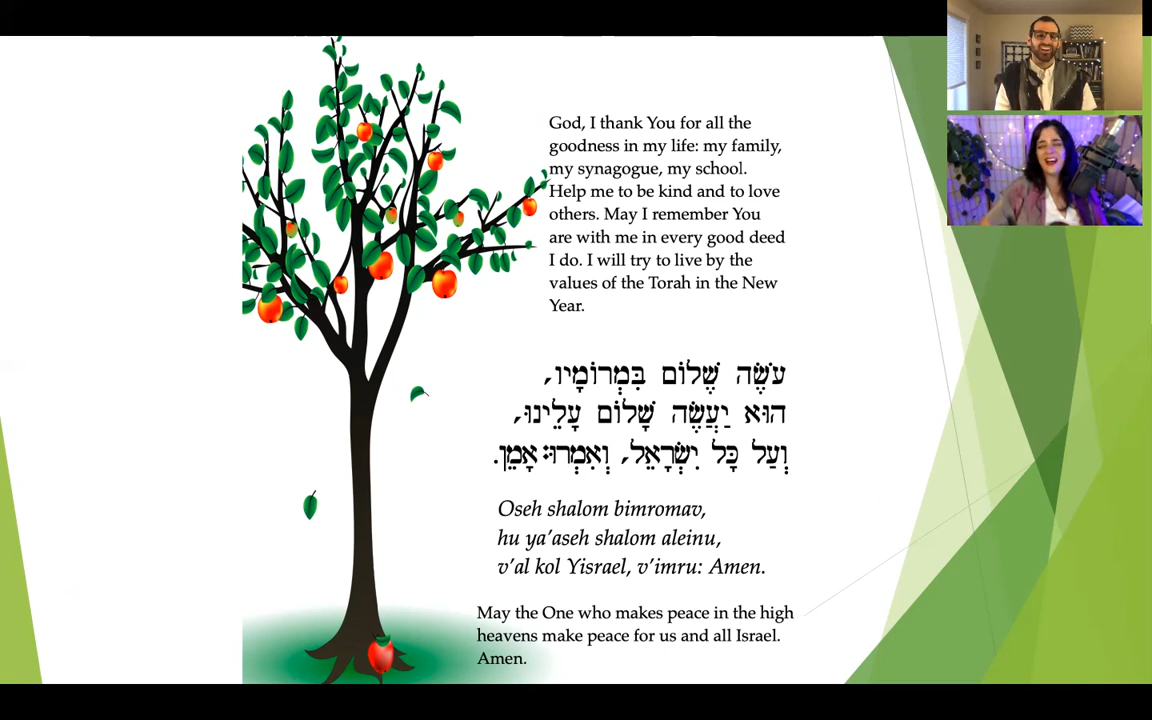 God, I thank You for all the
goodness in my life: my family,
my synagogue, my school.
Help me to be kind and to love
others. May I remember You
are with me in every good deed
I do. I will try to live by the
values of the Torah in the New
Year.
עֹשֶׂה שָׁלוֹם בִּמְרוֹמָיו,
הוּא יַעֲשֶׂה שָׁלוֹם עָלֵינוּ,
וְעַל כָּל יִשְׂרָאֵל, וְאִמְרוּ: אָמֵן.
Oseh shalom bimromav,
hu ya’aseh shalom aleinu,
v’al kol Yisrael, v’imru: Amen.
May the One who makes peace in the high
heavens make peace for us and all Israel.
Amen.